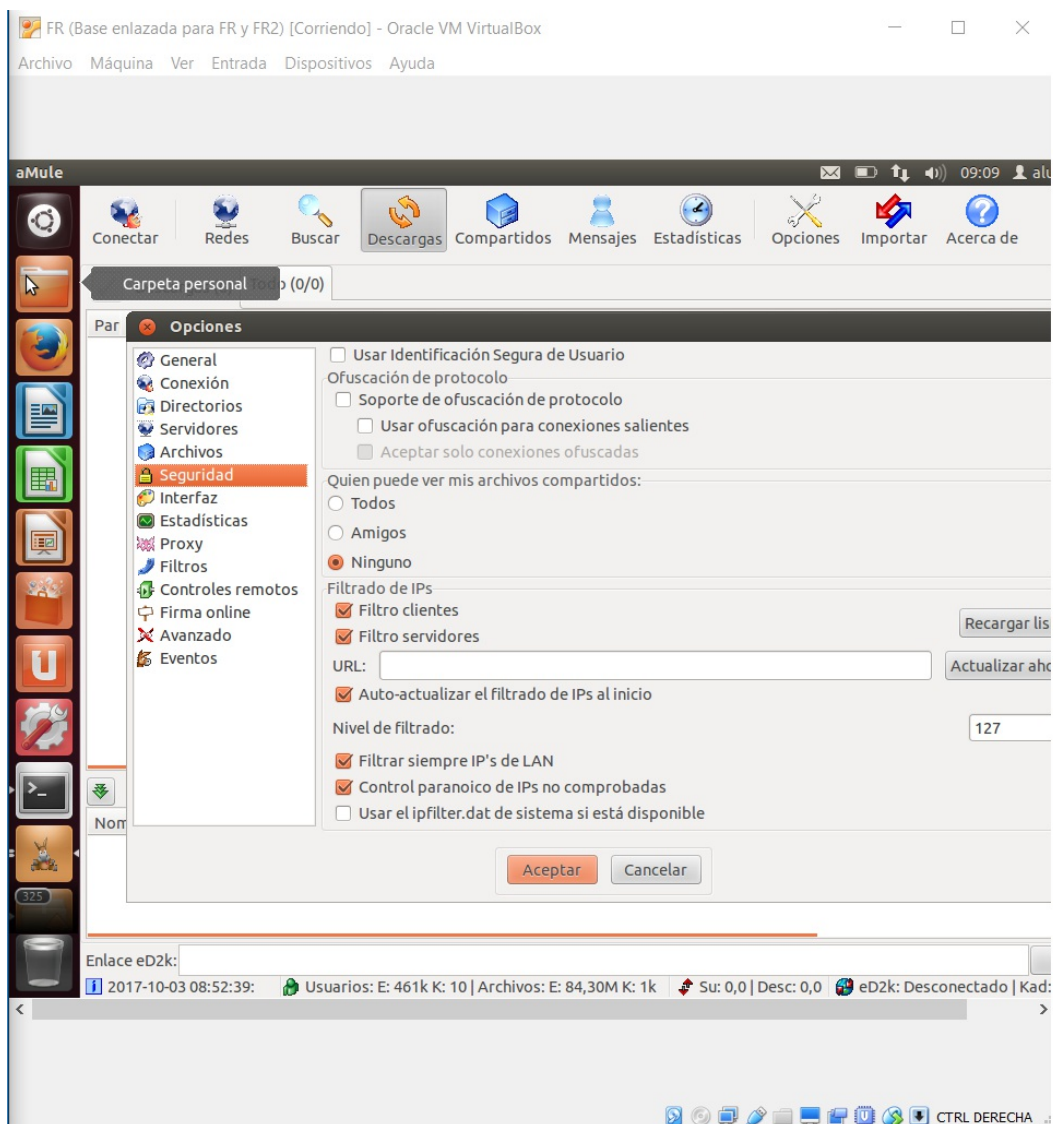 FR (Base enlazada para FR y FR2) [Corriendo] - Oracle VM VirtualBox
Archivo Máquina Ver Entrada Dispositivos Ayuda
aMule 09:09 alu
Conectar Redes Buscar Descargas Compartidos Mensajes Estadísticas Opciones Importar Acerca de
Carpeta personal (0/0)
Par
Opciones
General
Conexión
Directorios
Servidores
Archivos
Seguridad
Interfaz
Estadísticas
Proxy
Filtros
Controles remotos
Firma online
Avanzado
Eventos
Usar Identificación Segura de Usuario
Ofuscación de protocolo
Soporte de ofuscación de protocolo
Usar ofuscación para conexiones salientes
Aceptar solo conexiones ofuscadas
Quien puede ver mis archivos compartidos:
Todos
Amigos
Ninguno
Filtrado de IPs
Filtro clientes
Filtro servidores
Recargar lis
URL: Actualizar aho
Auto-actualizar el filtrado de IPs al inicio
Nivel de filtrado: 127
Filtrar siempre IP's de LAN
Control paranoico de IPs no comprobadas
Usar el ipfilter.dat de sistema si está disponible
Nom
Aceptar Cancelar
325
Enlace eD2k:
2017-10-03 08:52:39: Usuarios: E: 461k K: 10 | Archivos: E: 84,30M K: 1k Su: 0,0 | Desc: 0,0 eD2k: Desconectado | Kad:
CTRL DERECHA